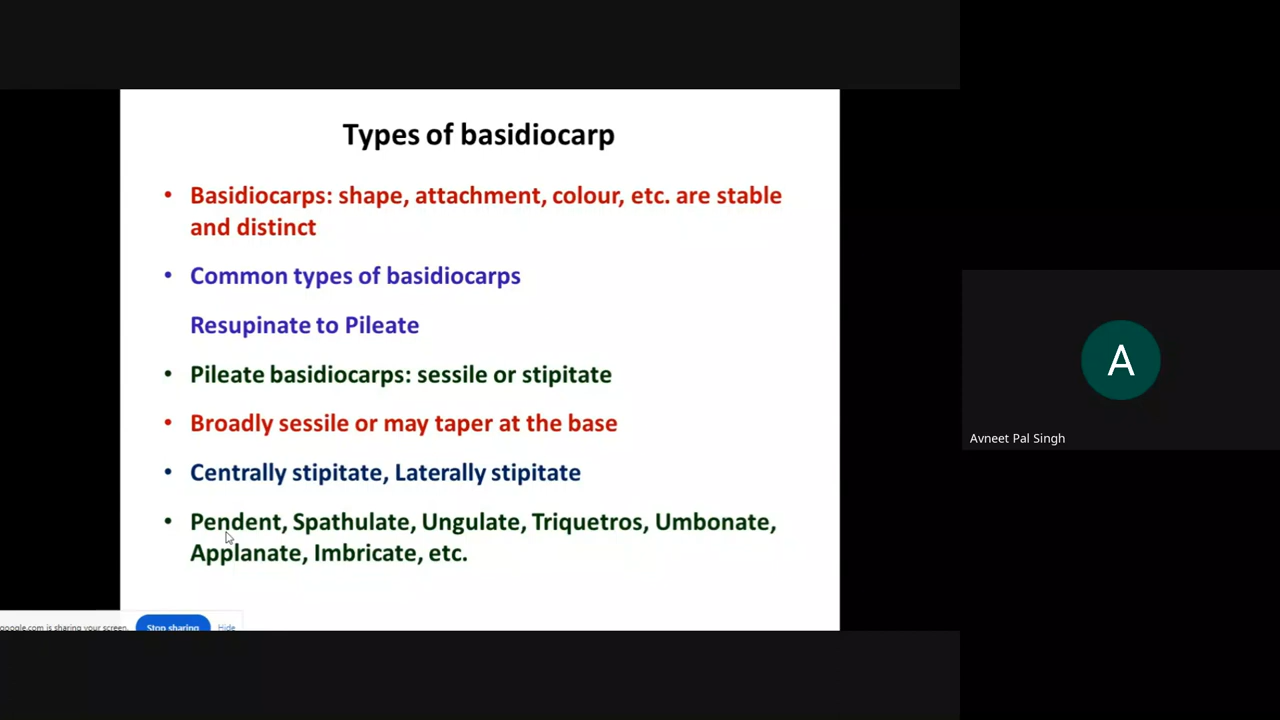 Types of basidiocarp
• Basidiocarps: shape, attachment, colour, etc. are stable
and distinct
• Common types of basidiocarps
Resupinate to Pileate
• Pileate basidiocarps: sessile or stipitate
• Broadly sessile or may taper at the base
• Centrally stipitate, Laterally stipitate
• Pendent, Spathulate, Ungulate, Triquetros, Umbonate,
Applanate, Imbricate, etc.
google.com is sharing your screen. Stop sharing Hide
A
Avneet Pal Singh